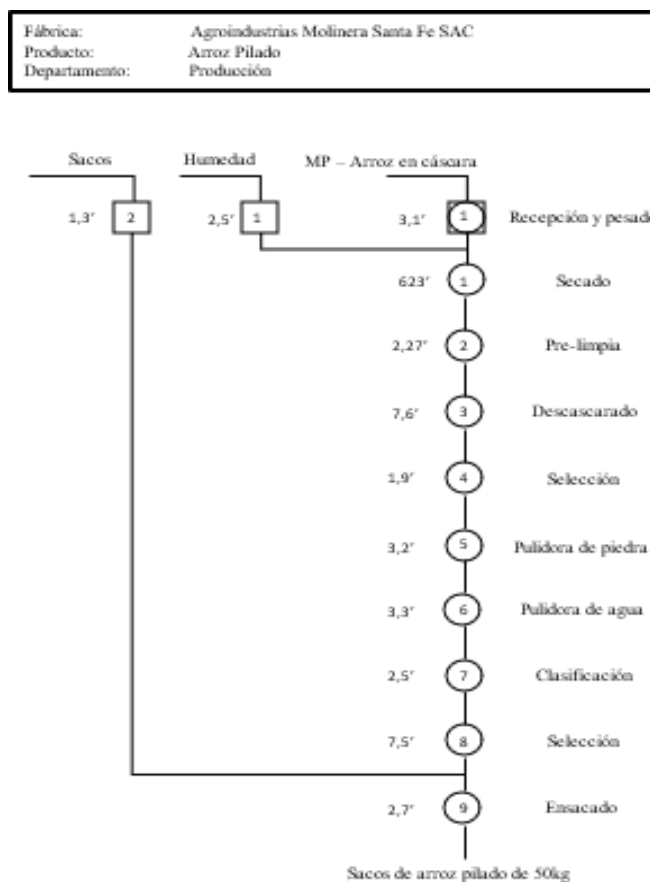 Fábrica: Agroindustrias Molinera Santa Fe SAC
Producto: Arroz Pilado
Departamento: Producción
Sacos Humedad MP – Arroz en cáscara
1,3′ 2 2,5′ 1 3,1′ 1 Recepción y pesado
623′ 1 Secado
2,27′ 2 Pre-limpia
7,6′ 3 Descascarado
1,9′ 4 Selección
3,2′ 5 Pulidora de piedra
3,3′ 6 Pulidora de agua
2,5′ 7 Clasificación
7,5′ 8 Selección
2,7′ 9 Ensacado
Sacos de arroz pilado de 50kg